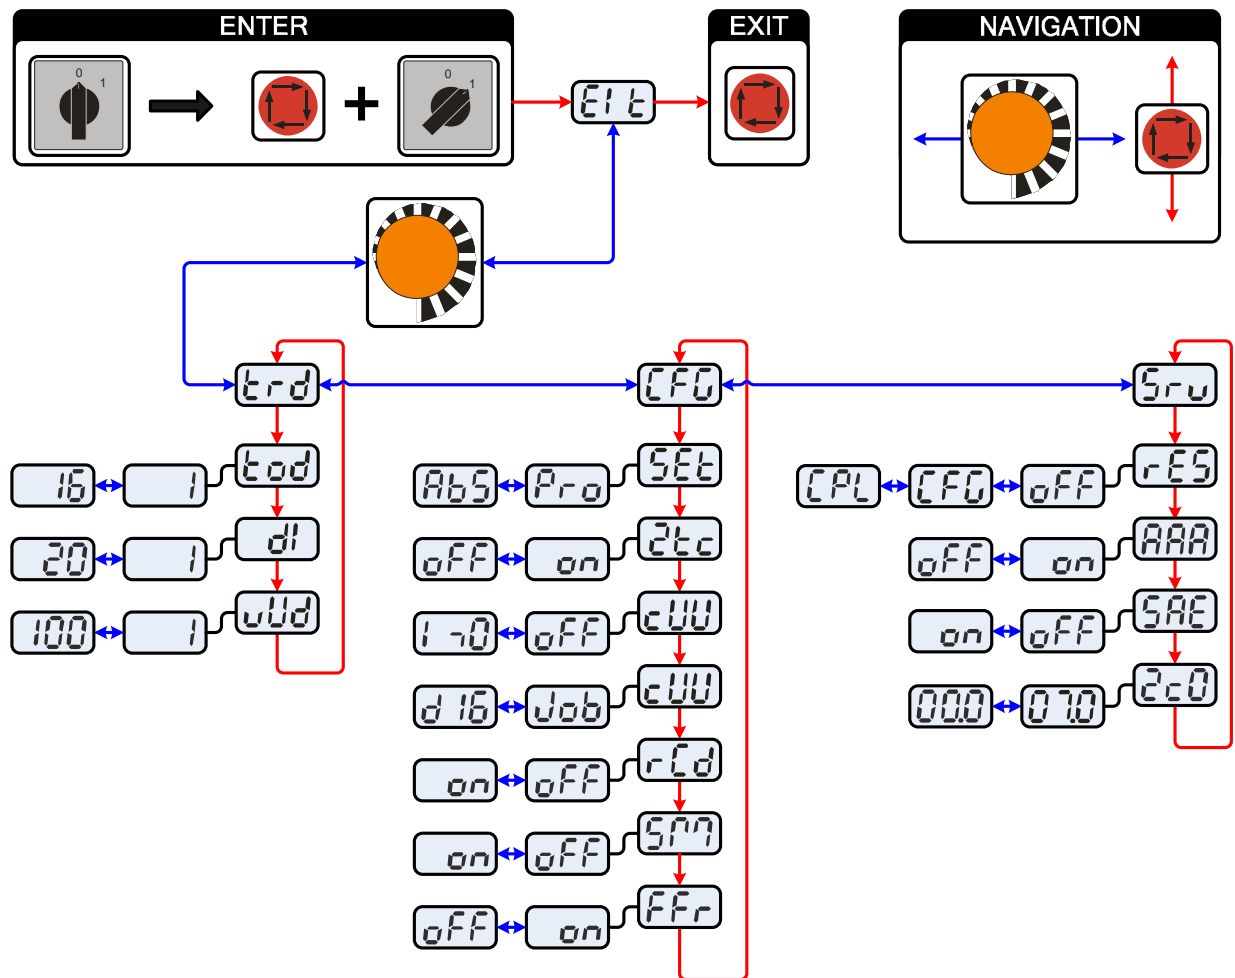 ENTER
EXIT
NAVIGATION
0
1
0
1
EIt
trd
CFG
Srv
tod
16
1
dI
20
1
uUd
100
1
SEt
AbS
Pro
2tc
oFF
on
cUU
1-0
oFF
cUU
d16
Job
rCd
on
oFF
on
oFF
FFr
oFF
on
rES
CPL
CFG
oFF
AAA
oFF
on
SAE
on
oFF
2c0
00.0
07.0